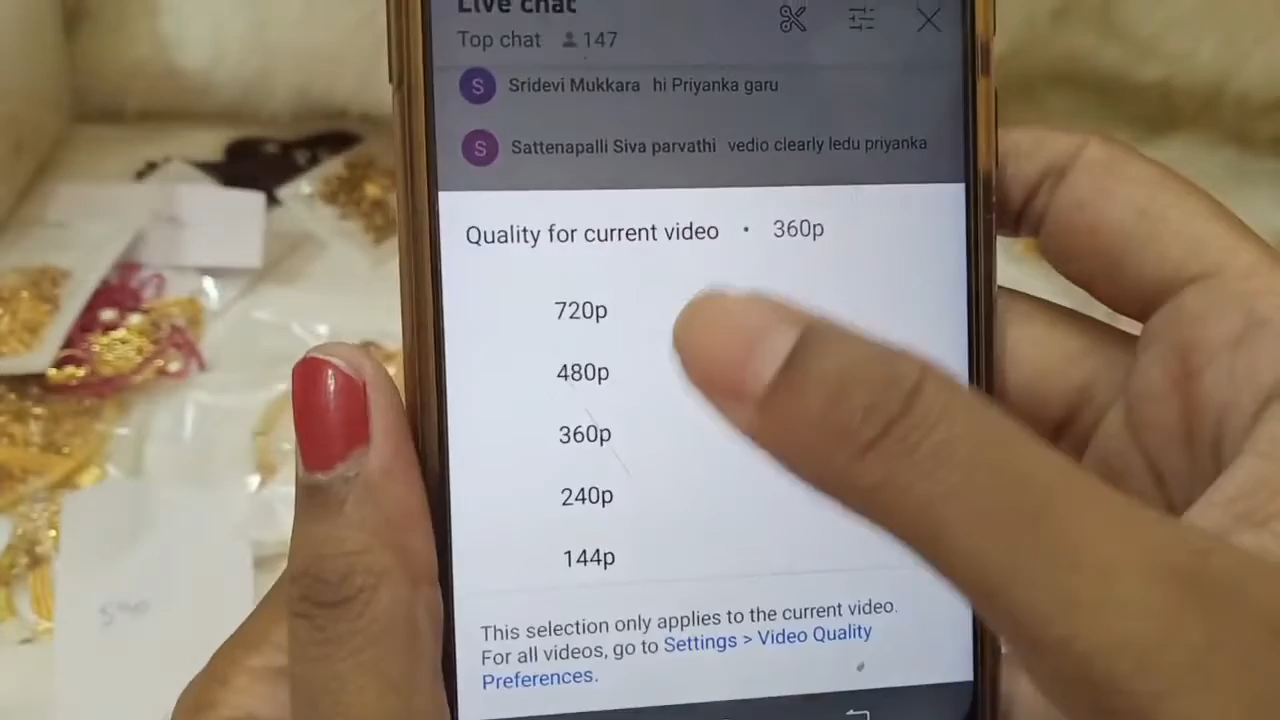 Live chat
Top chat 147
S Sridevi Mukkara hi Priyanka garu
S Sattenapalli Siva parvathi vedio clearly ledu priyanka
Quality for current video • 360p
720p
480p
360p
240p
144p
This selection only applies to the current video.
For all videos, go to Settings > Video Quality
Preferences.